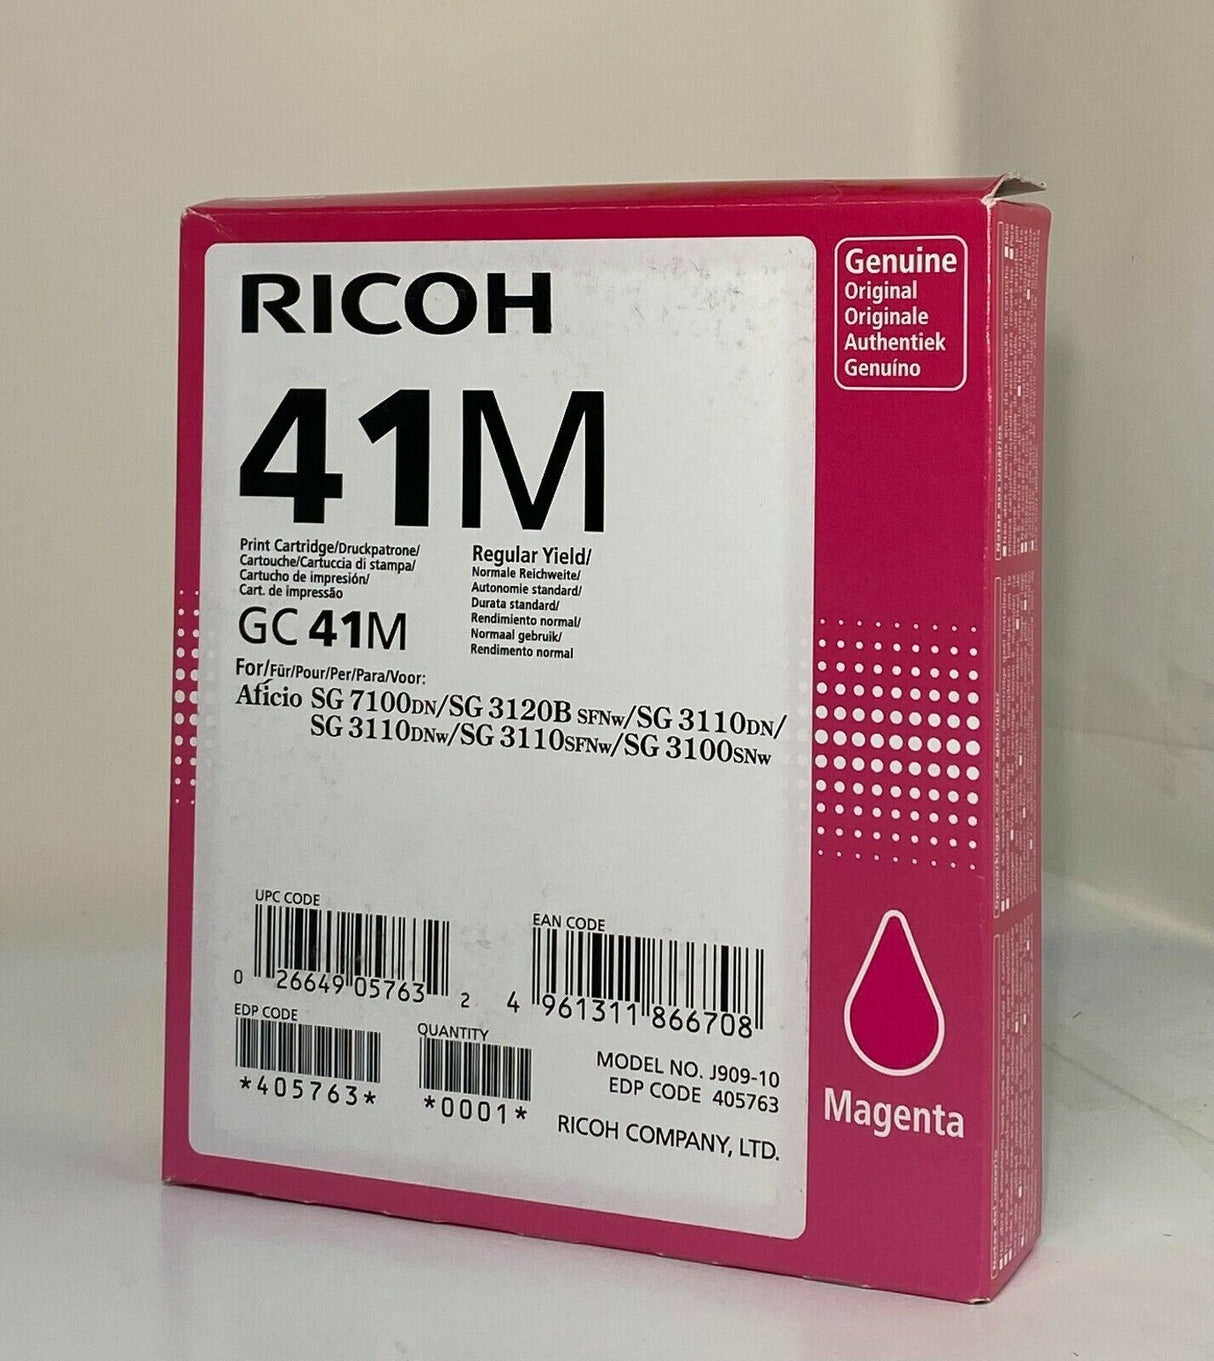 RICOH
41M
Print Cartridge/Druckpatrone/
Cartouche/Cartuccia di stampa/
Cartucho de impresión/
Cart. de impressão
GC 41M
Regular Yield/
Normale Reichweite/
Autonomie standard/
Durata standard/
Rendimiento normal/
Normaal gebruik/
Rendimento normal
For/Für/Pour/Per/Para/Voor:
Aficio SG 7100DN/SG 3120B SFNw/SG 3110DN/
SG 3110DNw/SG 3110SFNw/SG 3100SNw
UPC CODE
0 26649 05763 2
EAN CODE
4 961311 866708
EDP CODE
*405763*
QUANTITY
*0001*
MODEL NO. J909-10
EDP CODE 405763
RICOH COMPANY, LTD.
Genuine
Original
Originale
Authentiek
Genuíno
Magenta